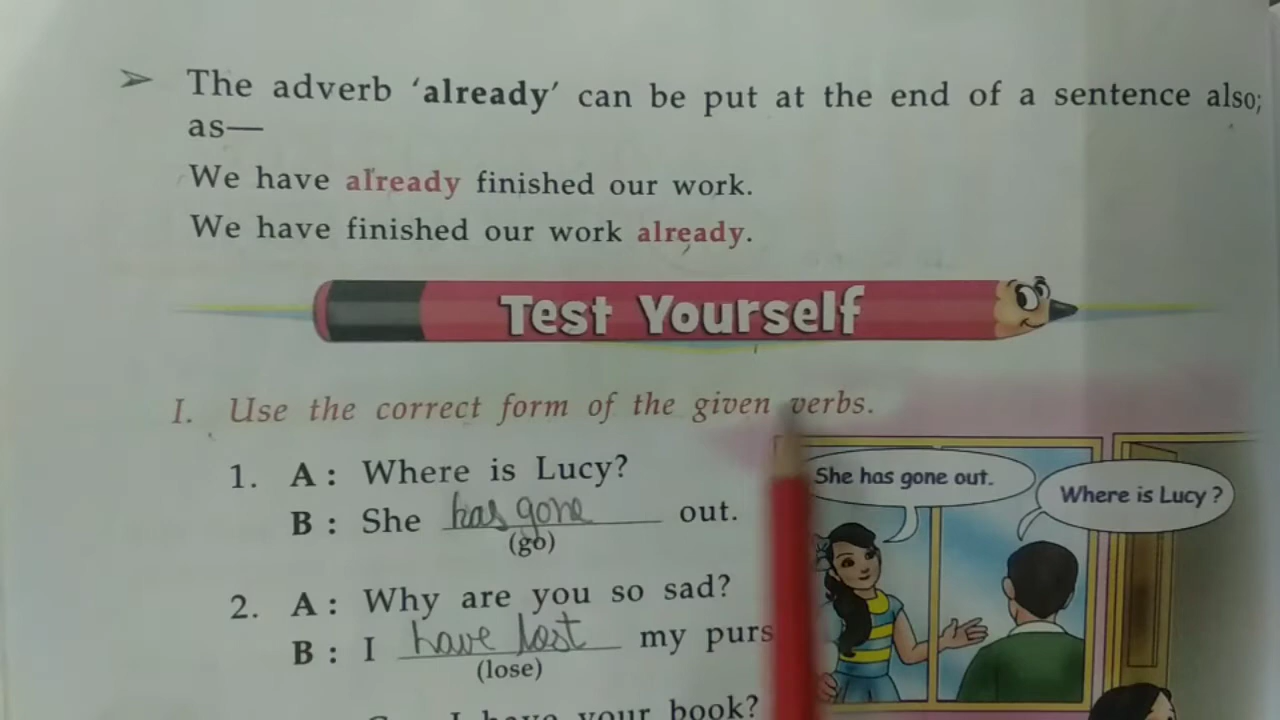 ➢ The adverb ‘already’ can be put at the end of a sentence also;
as—
We have already finished our work.
We have finished our work already.
Test Yourself
I. Use the correct form of the given verbs.
1. A : Where is Lucy?
B : She has gone out.
(go)
She has gone out.
Where is Lucy ?
2. A : Why are you so sad?
B : I have lost my purs
(lose)
I have your book?